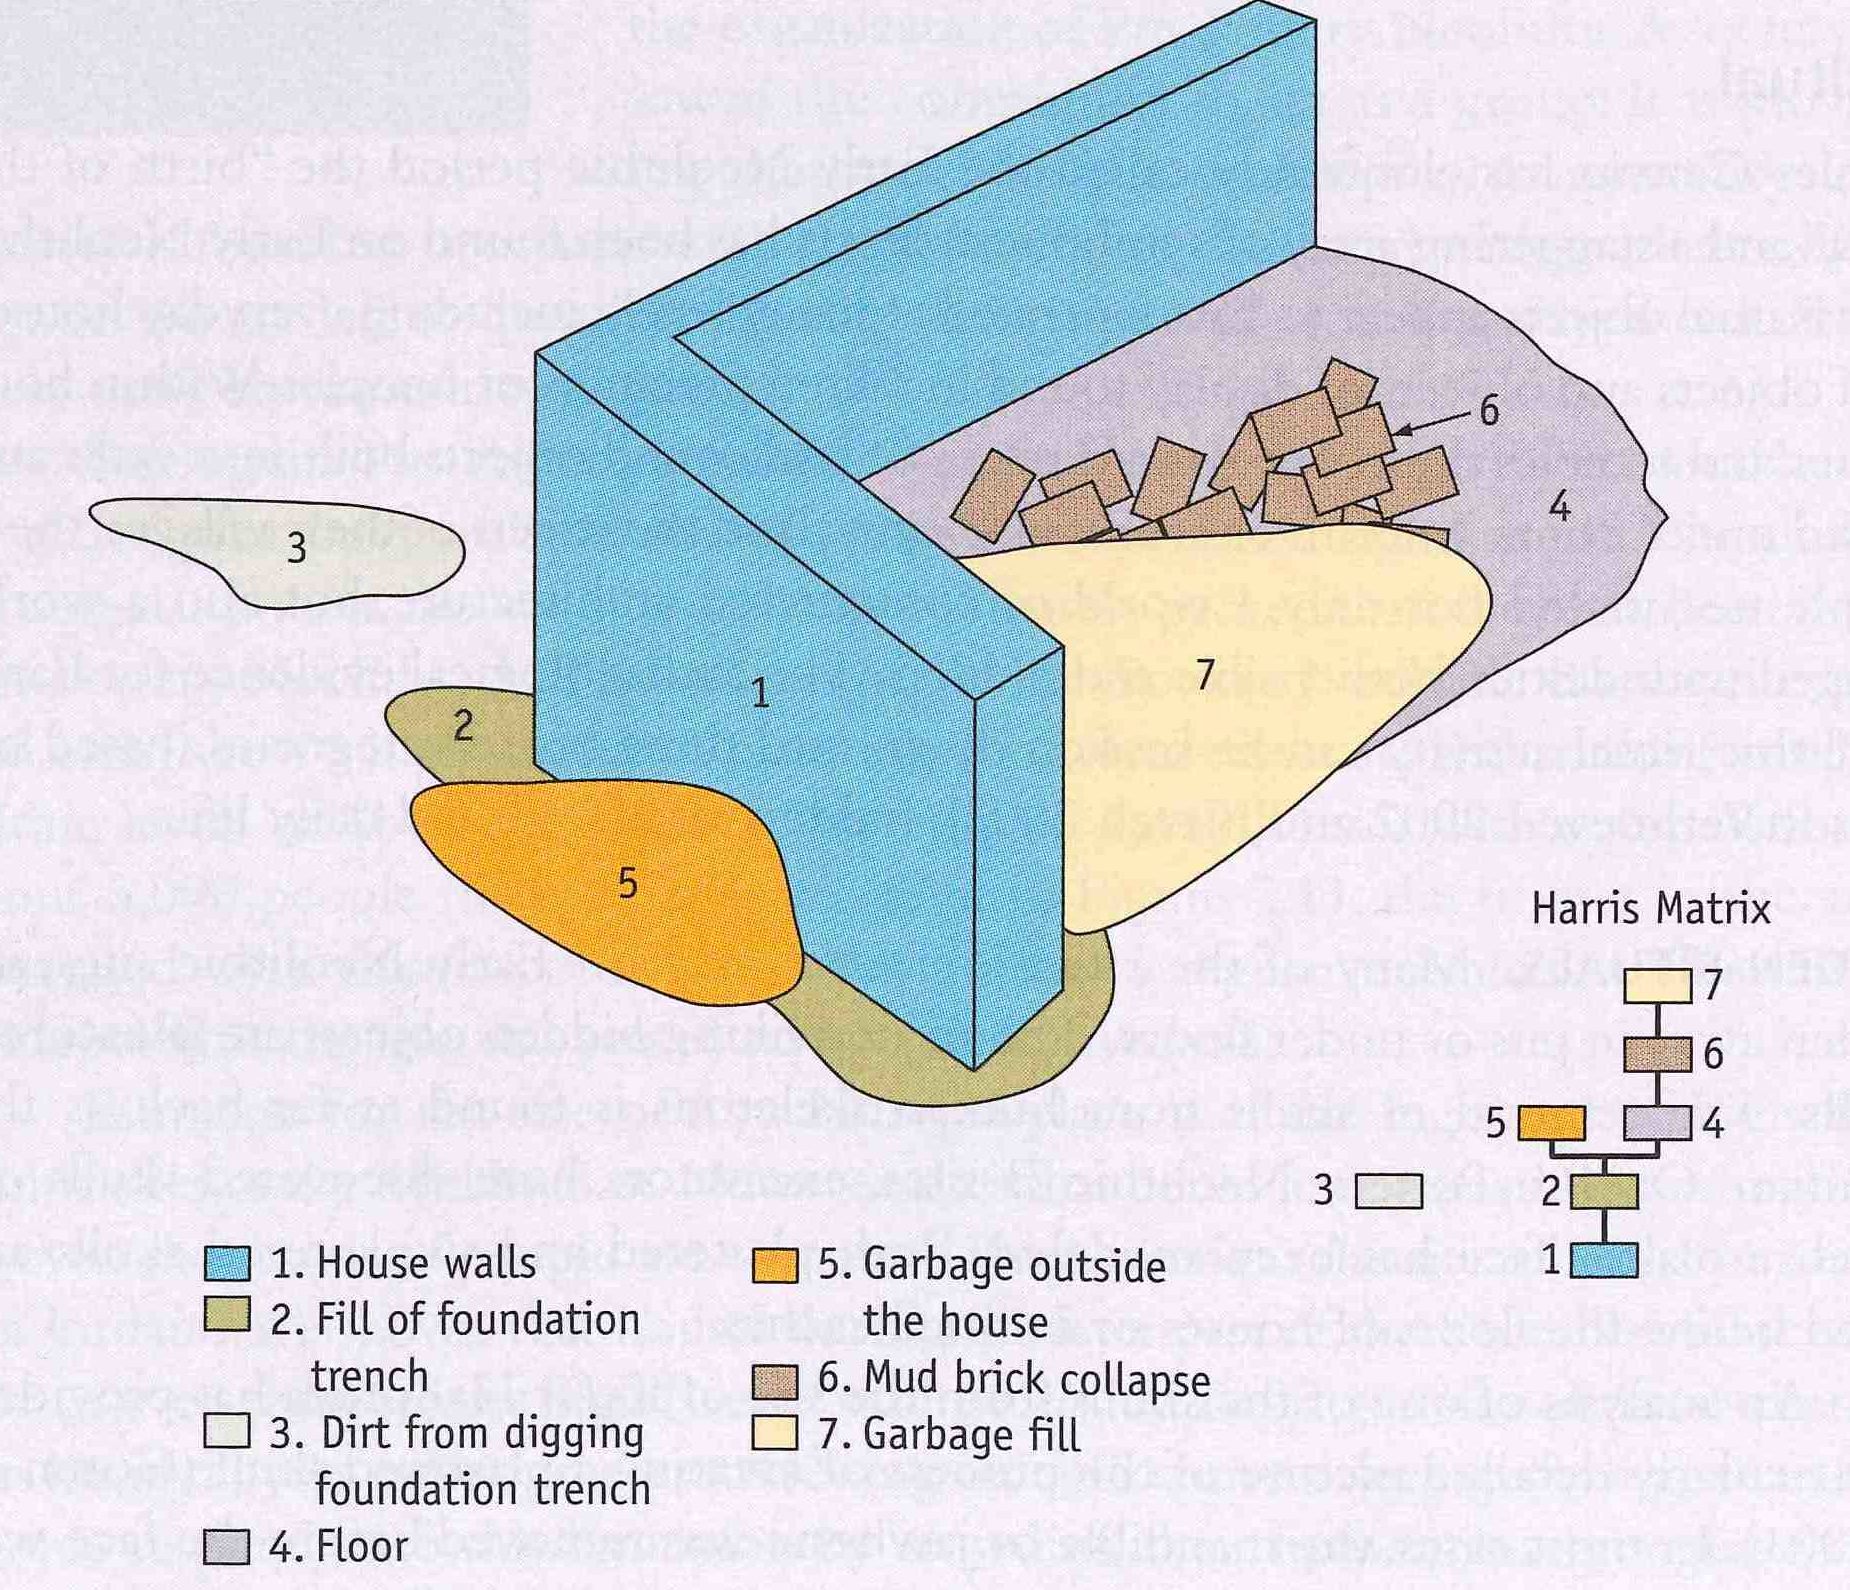 6
4
3
7
1
2
5
Harris Matrix
7
6
5
4
3
2
1
1. House walls
2. Fill of foundation
trench
3. Dirt from digging
foundation trench
4. Floor
5. Garbage outside
the house
6. Mud brick collapse
7. Garbage fill